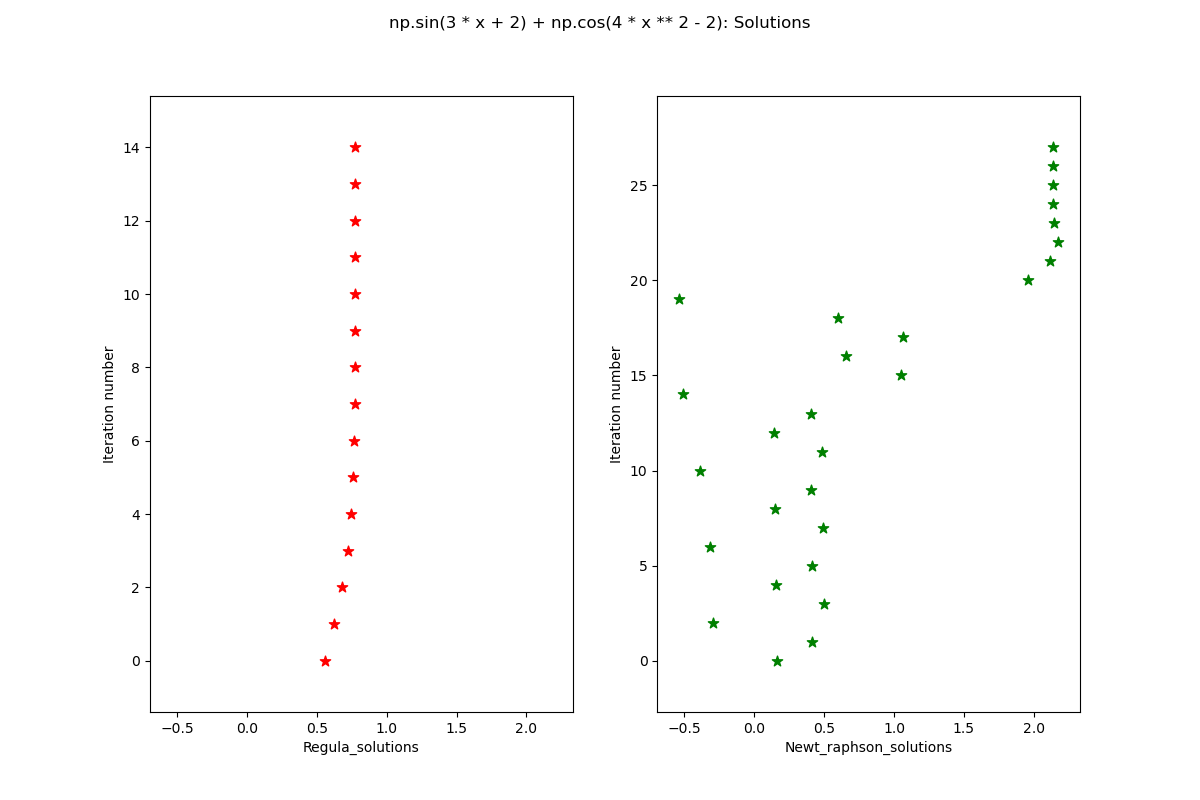 np.sin(3 * x + 2) + np.cos(4 * x ** 2 - 2): Solutions
14
12
10
8
6
4
2
0
Iteration number
−0.5 0.0 0.5 1.0 1.5 2.0
Regula_solutions
25
20
15
10
5
0
Iteration number
−0.5 0.0 0.5 1.0 1.5 2.0
Newt_raphson_solutions